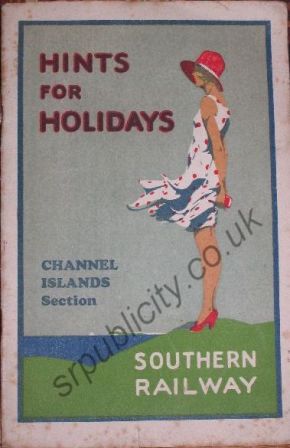 HINTS
FOR
HOLIDAYS
CHANNEL
ISLANDS
Section
srpublicity.co.uk
SOUTHERN
RAILWAY